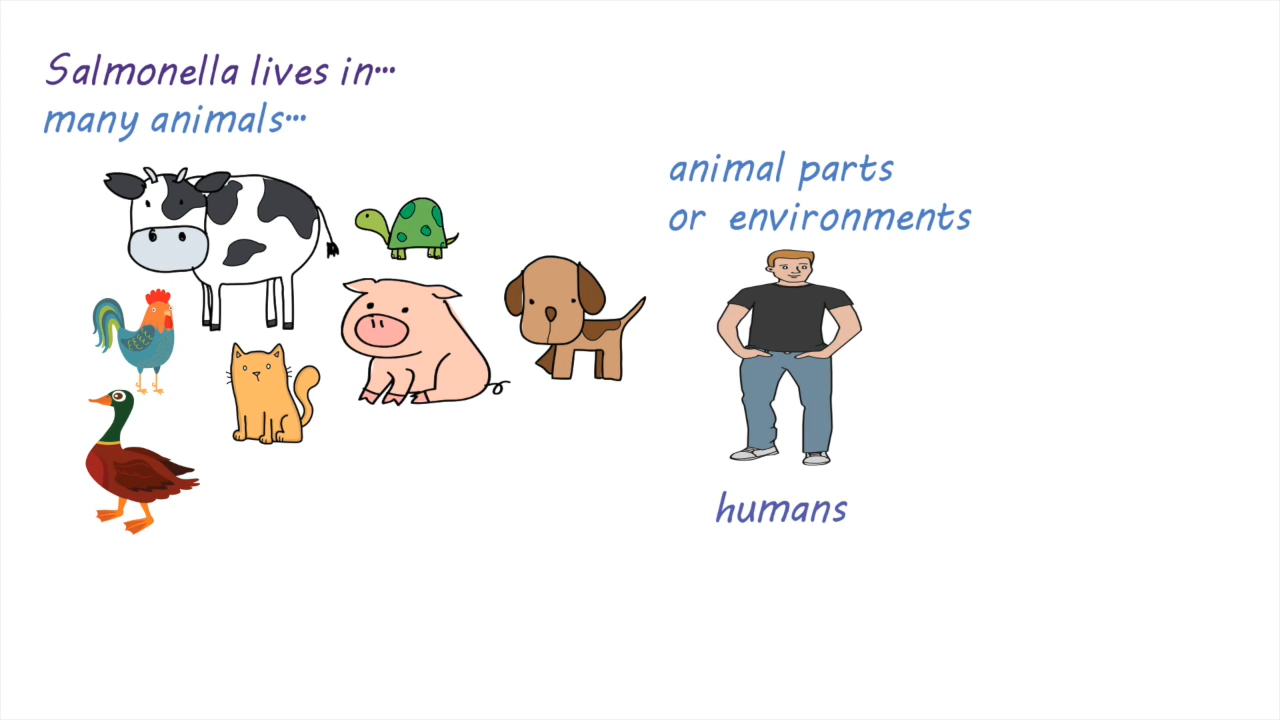 Salmonella lives in...
many animals...
animal parts
or environments
humans